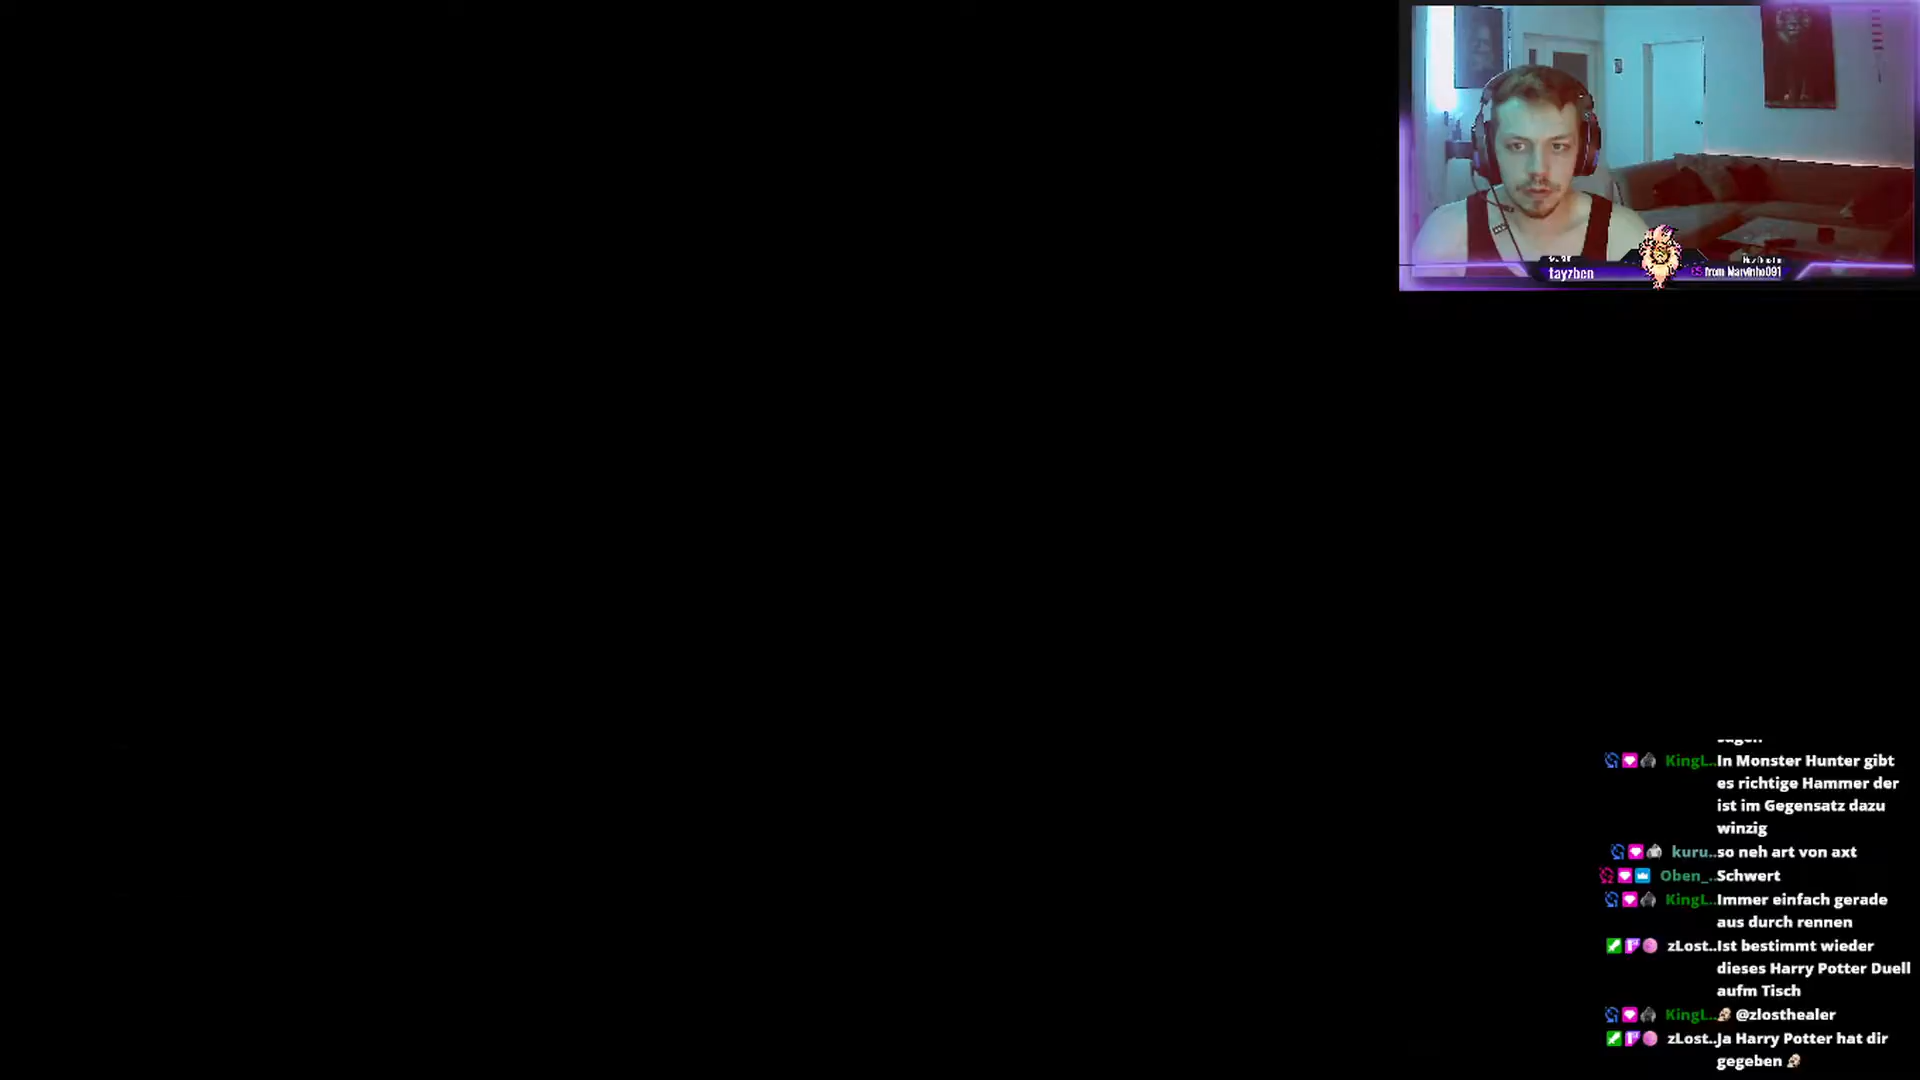 tayzben
from Marvinho091
KingL..In Monster Hunter gibt
es richtige Hammer der
ist im Gegensatz dazu
winzig
kuru..so neh art von axt
Oben_..Schwert
KingL..Immer einfach gerade
aus durch rennen
zLost..Ist bestimmt wieder
dieses Harry Potter Duell
aufm Tisch
KingL..@zlosthealer
zLost..Ja Harry Potter hat dir
gegeben